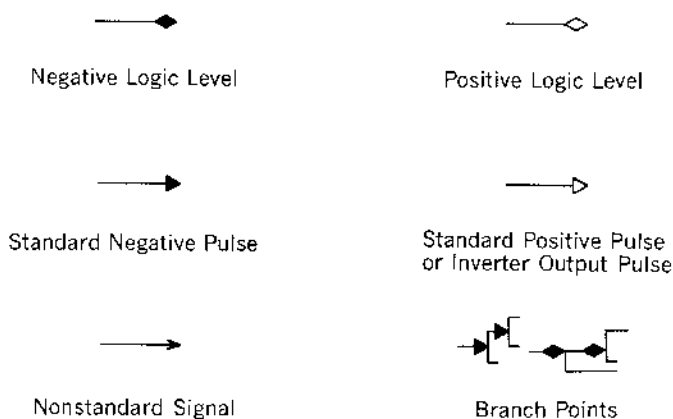 Negative Logic Level
Positive Logic Level
Standard Negative Pulse
Standard Positive Pulse
or Inverter Output Pulse
Nonstandard Signal
Branch Points